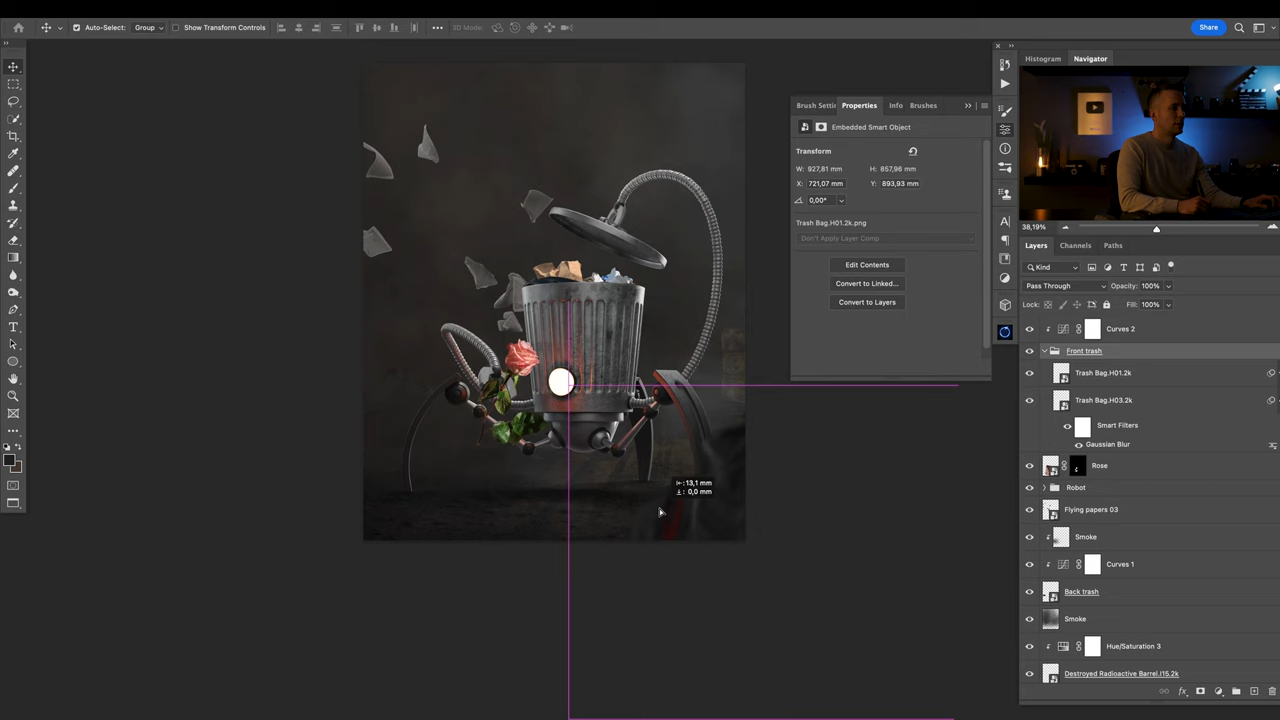 Auto-Select:
Group
Show Transform Controls
3D Mode:
Share
Histogram
Navigator
Brush Setti
Properties
Info
Brushes
Embedded Smart Object
Transform
W: 927,81 mm
H: 857,96 mm
X: 721,07 mm
Y: 893,93 mm
0,00°
Trash Bag.H01.2k.png
Don't Apply Layer Comp
Edit Contents
Convert to Linked...
Convert to Layers
13,1 mm
0,0 mm
38,19%
Layers
Channels
Paths
Kind
Pass Through
Opacity: 100%
Lock:
Fill: 100%
Curves 2
Front trash
Trash Bag.H01.2k
Trash Bag.H03.2k
Smart Filters
Gaussian Blur
Rose
Robot
Flying papers 03
Smoke
Curves 1
Back trash
Smoke
Hue/Saturation 3
Destroyed Radioactive Barrel.I15.2k